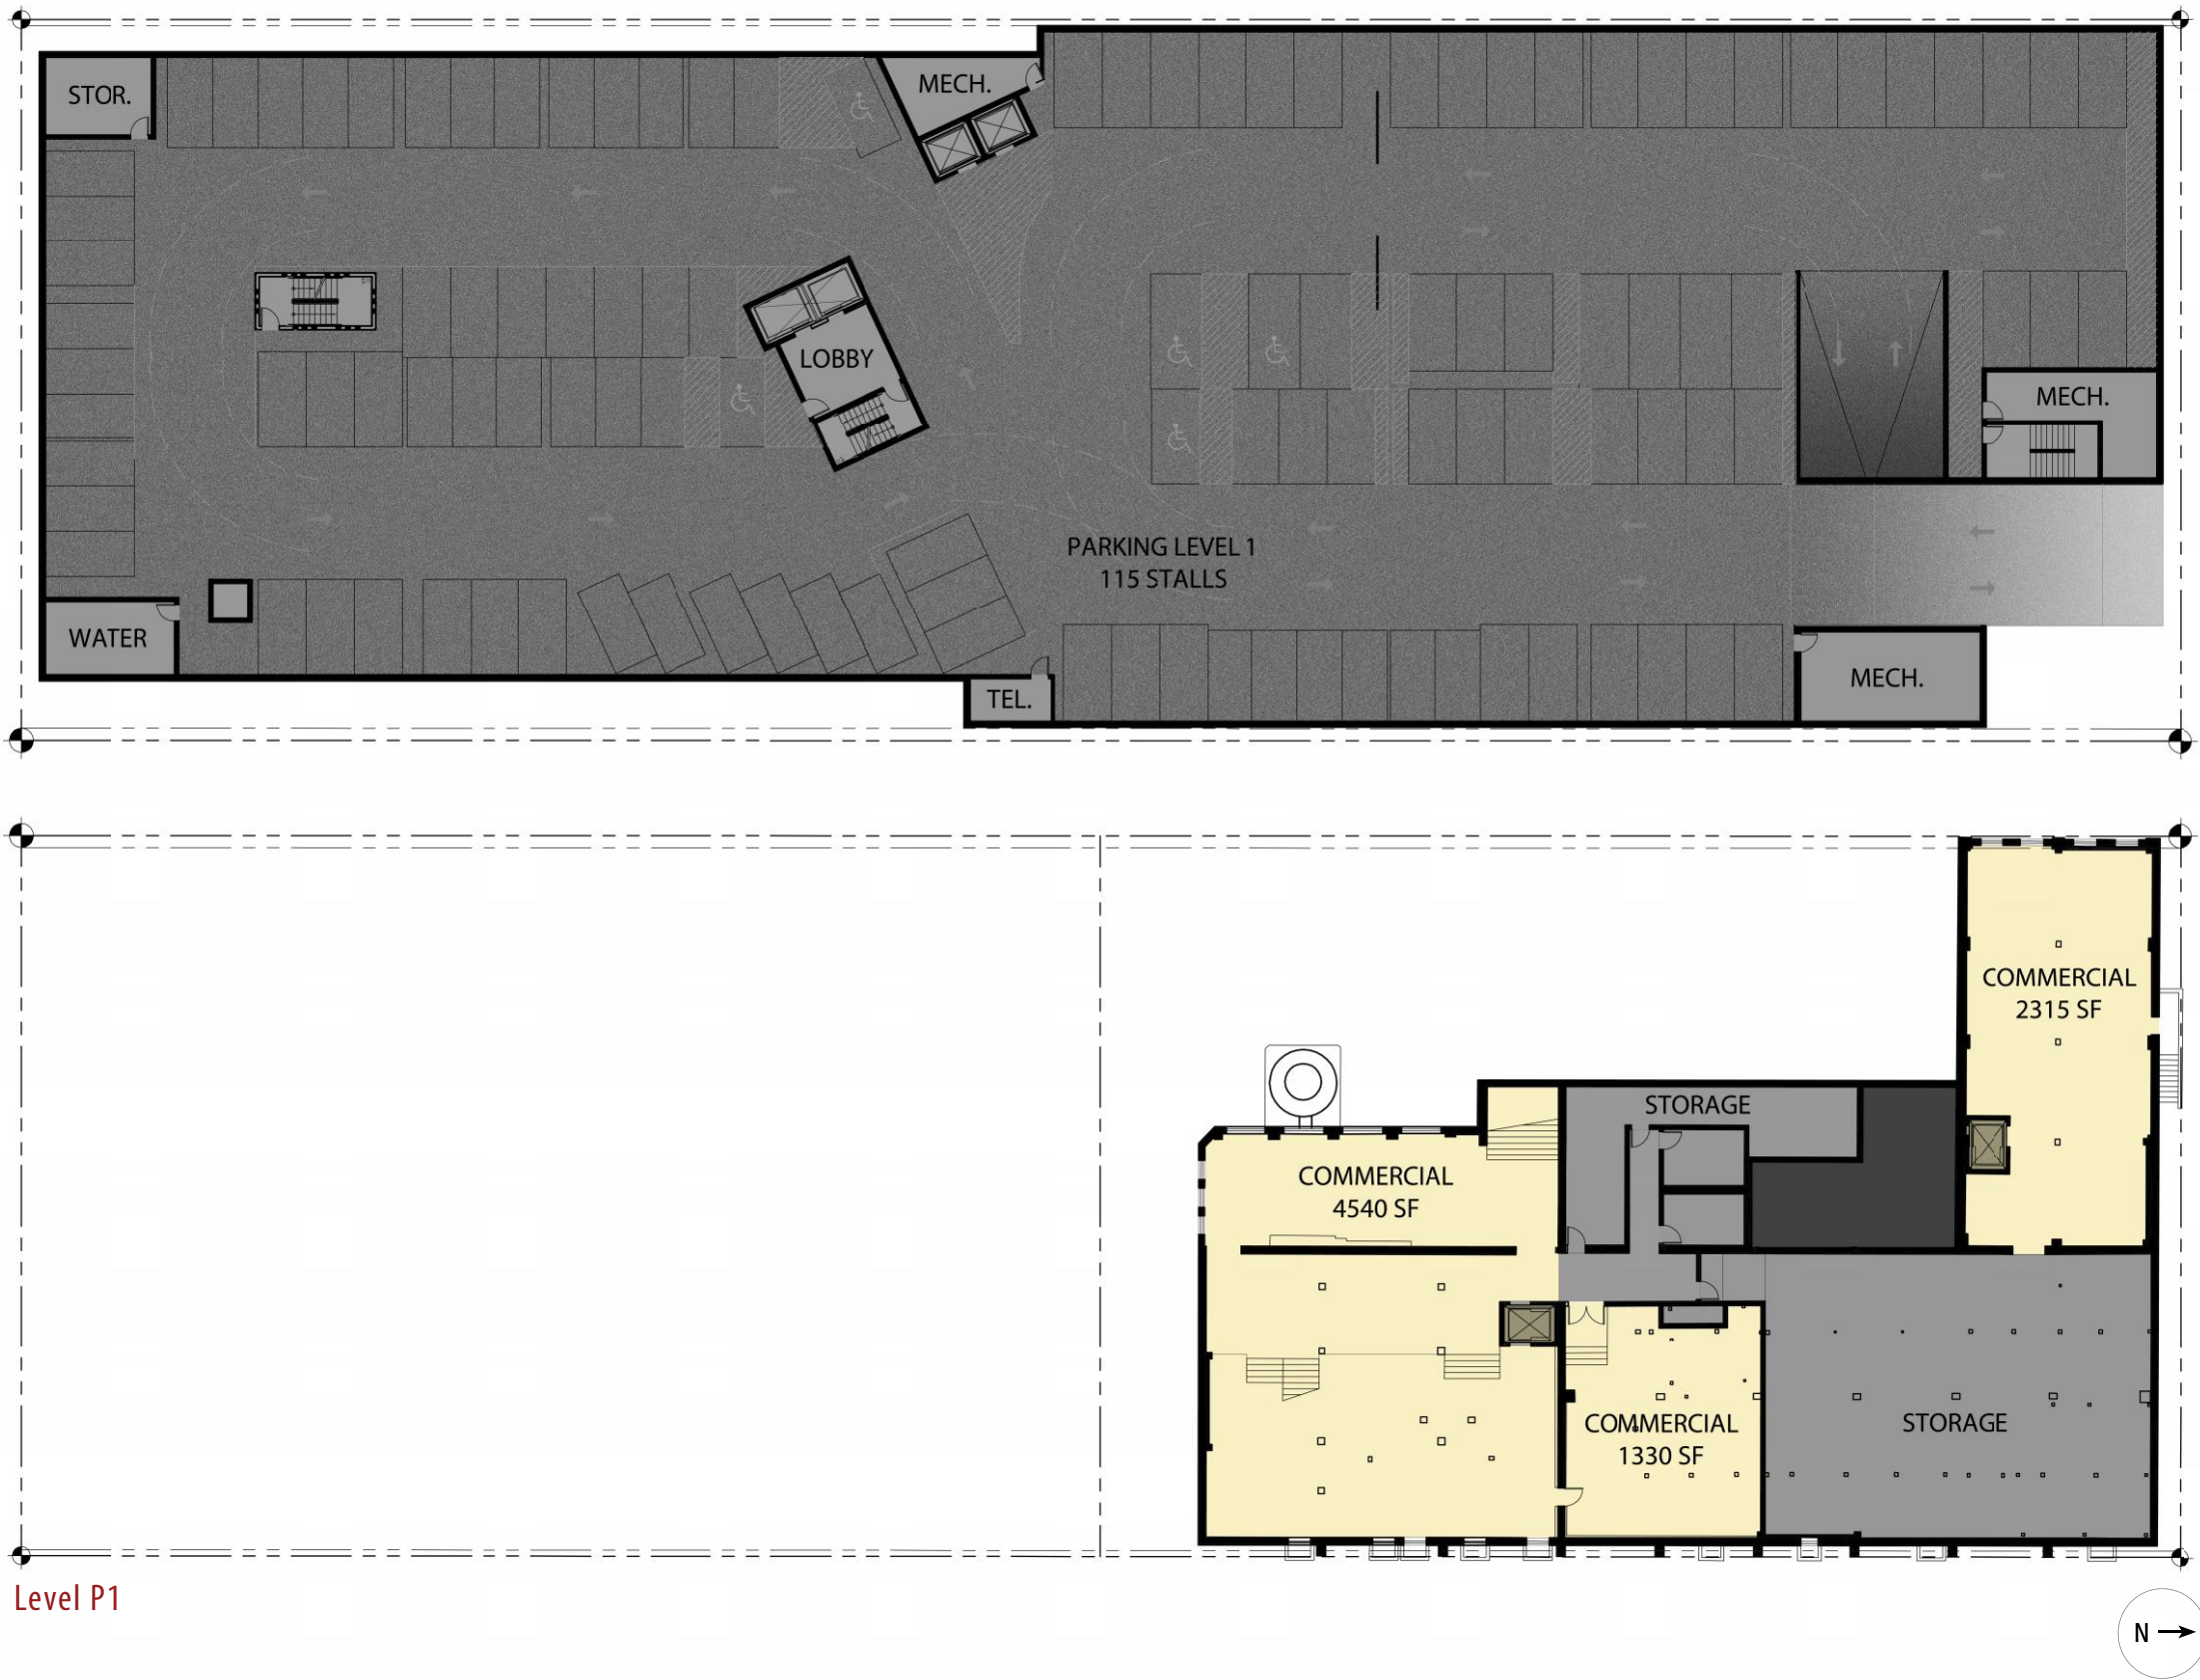 STOR.
MECH.
LOBBY
MECH.
PARKING LEVEL 1
115 STALLS
WATER
MECH.
TEL.
COMMERCIAL
2315 SF
STORAGE
COMMERCIAL
4540 SF
COMMERCIAL
1330 SF
STORAGE
Level P1
N